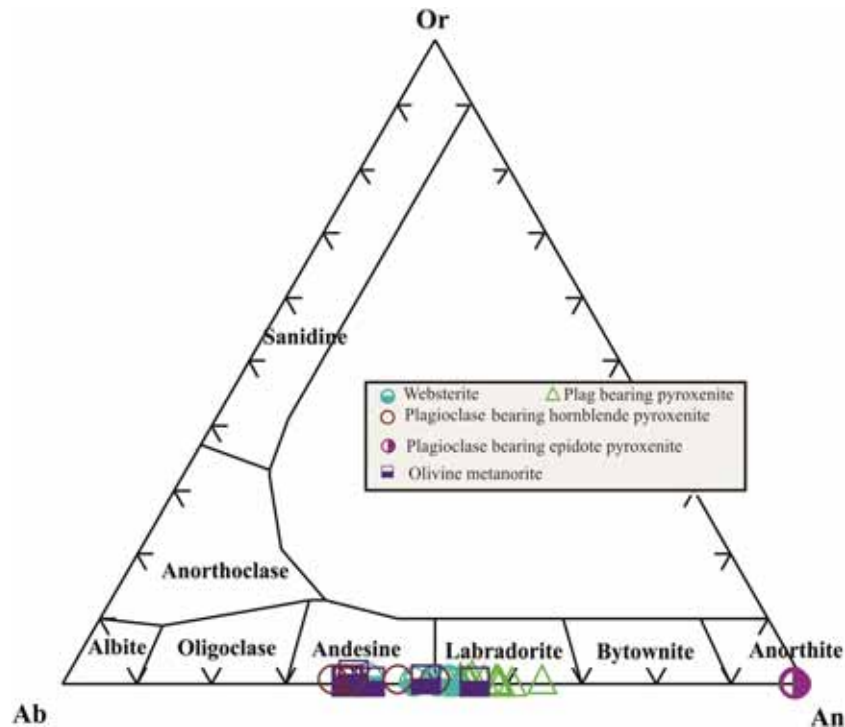 Or
Sanidine
Websterite
Plag bearing pyroxenite
Plagioclase bearing hornblende pyroxenite
Plagioclase bearing epidote pyroxenite
Olivine metanorite
Anorthoclase
Albite
Oligoclase
Andesine
Labradorite
Bytownite
Anorthite
Ab
An